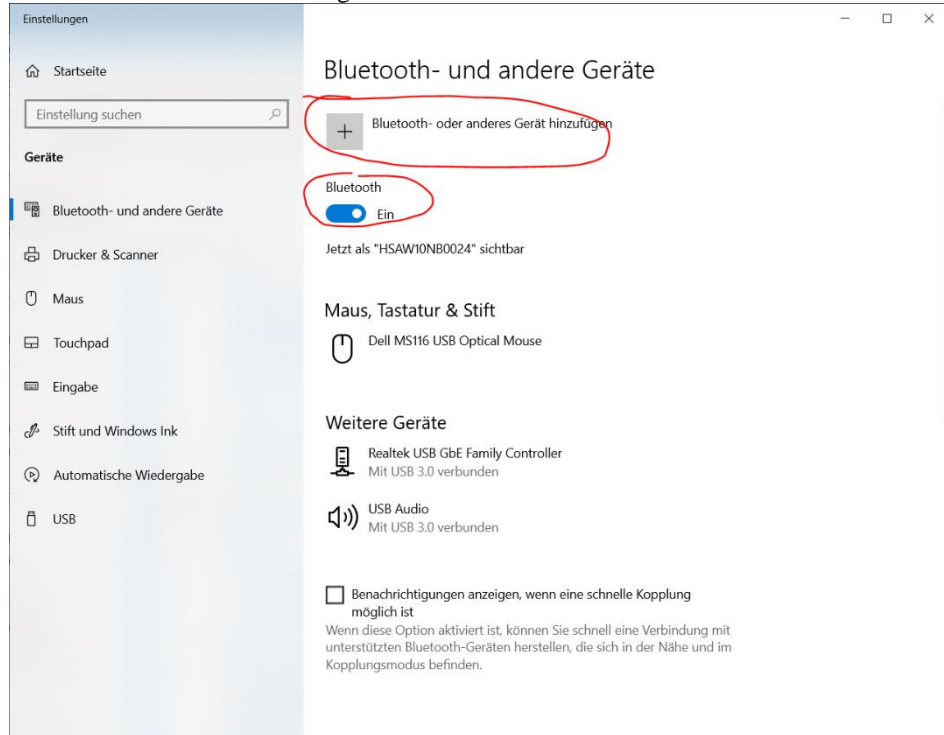 Einstellungen
Startseite
Einstellung suchen
Geräte
Bluetooth- und andere Geräte
Drucker & Scanner
Maus
Touchpad
Eingabe
Stift und Windows Ink
Automatische Wiedergabe
USB
Bluetooth- und andere Geräte
Bluetooth- oder anderes Gerät hinzufügen
Bluetooth
Ein
Jetzt als "HSAW10NB0024" sichtbar
Maus, Tastatur & Stift
Dell MS116 USB Optical Mouse
Weitere Geräte
Realtek USB GbE Family Controller
Mit USB 3.0 verbunden
USB Audio
Mit USB 3.0 verbunden
Benachrichtigungen anzeigen, wenn eine schnelle Kopplung
möglich ist
Wenn diese Option aktiviert ist, können Sie schnell eine Verbindung mit
unterstützten Bluetooth-Geräten herstellen, die sich in der Nähe und im
Kopplungsmodus befinden.